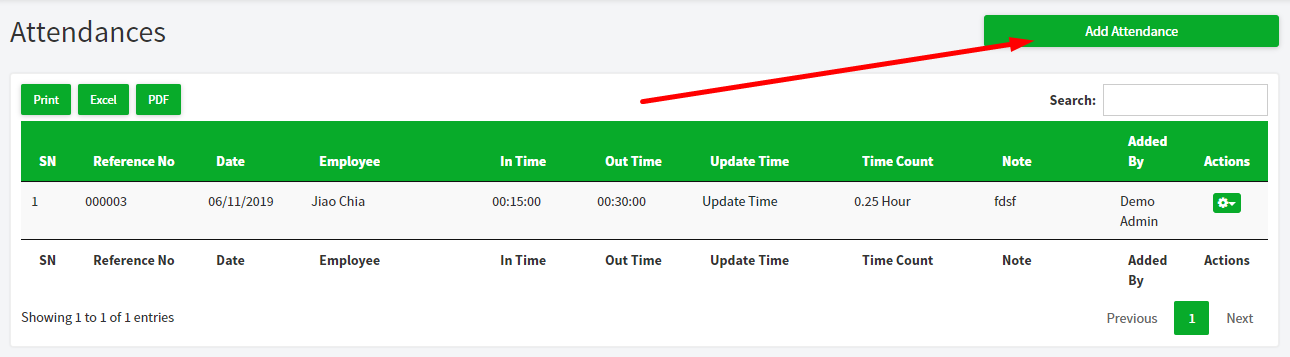 Attendances
Add Attendance
Print Excel PDF
Search:
SN Reference No Date Employee In Time Out Time Update Time Time Count Note Added By Actions
1 000003 06/11/2019 Jiao Chia 00:15:00 00:30:00 Update Time 0.25 Hour fdsf Demo Admin
SN Reference No Date Employee In Time Out Time Update Time Time Count Note Added By Actions
Showing 1 to 1 of 1 entries
Previous 1 Next